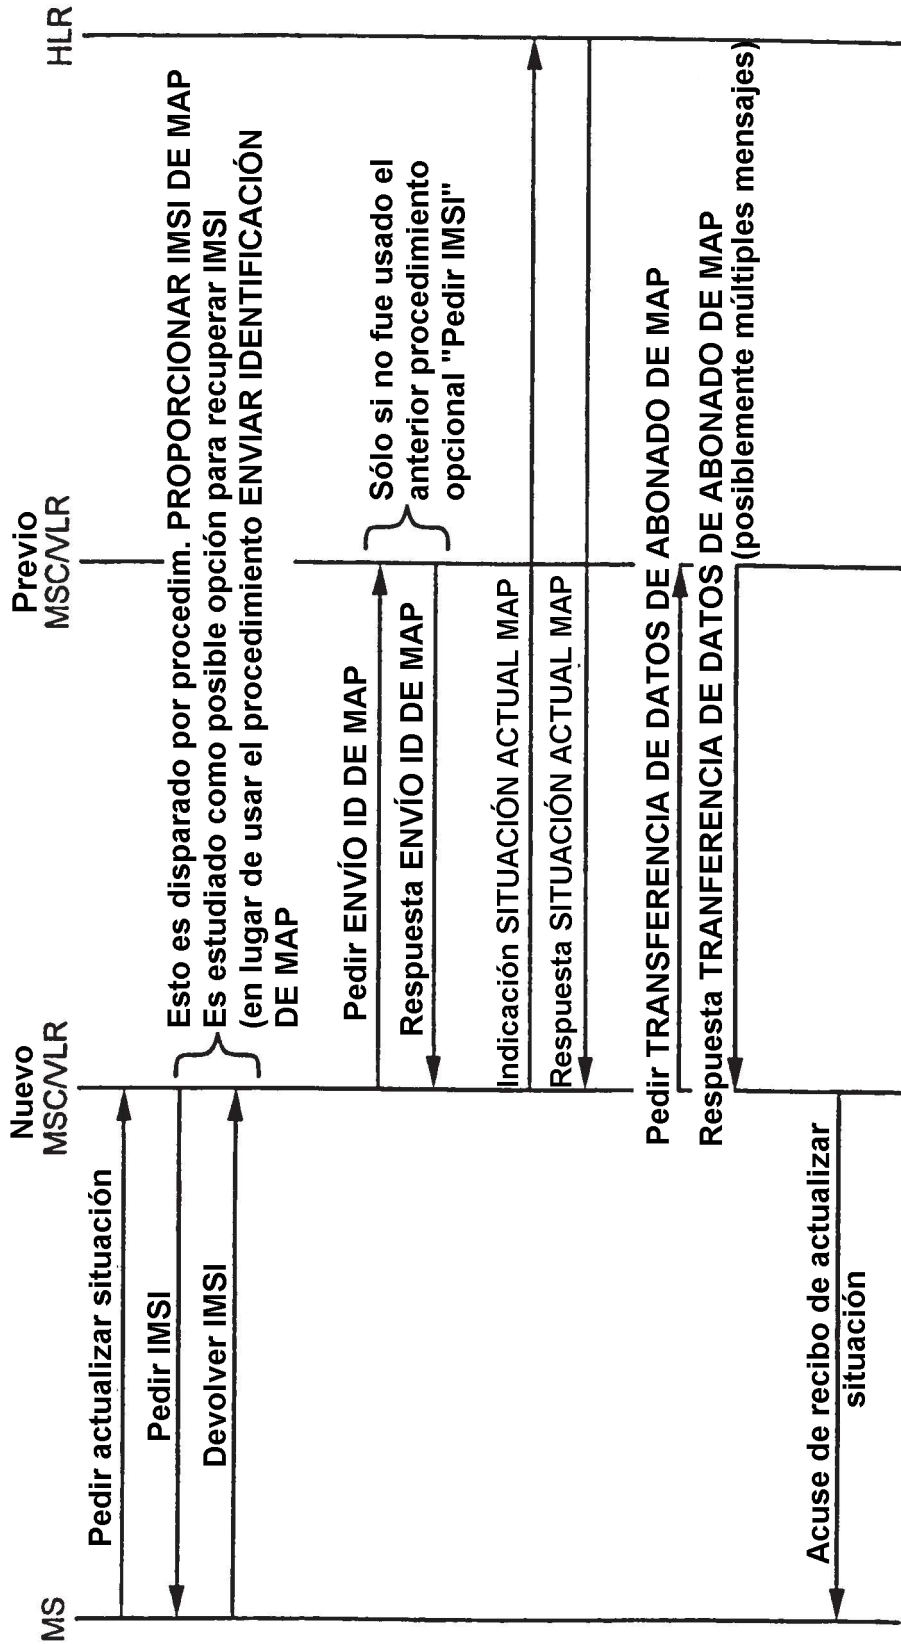 MS
Nuevo
MSC/VLR
Previo
MSC/VLR
HLR
Pedir actualizar situación
Pedir IMSI
Devolver IMSI
Esto es disparado por procedim. PROPORCIONAR IMSI DE MAP
Es estudiado como posible opción para recuperar IMSI
(en lugar de usar el procedimiento ENVIAR IDENTIFICACIÓN
DE MAP
Pedir ENVÍO ID DE MAP
Respuesta ENVÍO ID DE MAP
Sólo si no fue usado el
anterior procedimiento
opcional "Pedir IMSI"
Indicación SITUACIÓN ACTUAL MAP
Respuesta SITUACIÓN ACTUAL MAP
Pedir TRANSFERENCIA DE DATOS DE ABONADO DE MAP
Respuesta TRANFERENCIA DE DATOS DE ABONADO DE MAP
(posiblemente múltiples mensajes)
Acuse de recibo de actualizar
situación